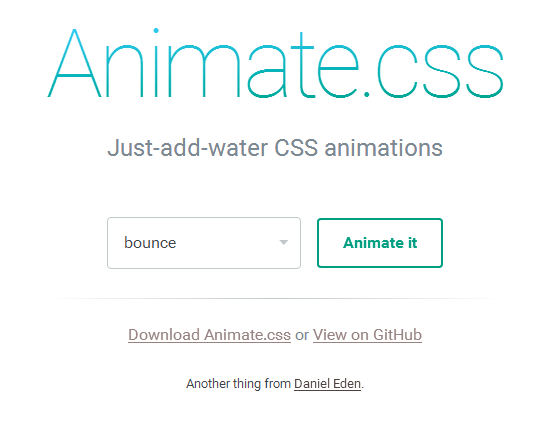 Animate.css
Just-add-water CSS animations
bounce
Animate it
Download Animate.css or View on GitHub
Another thing from Daniel Eden.